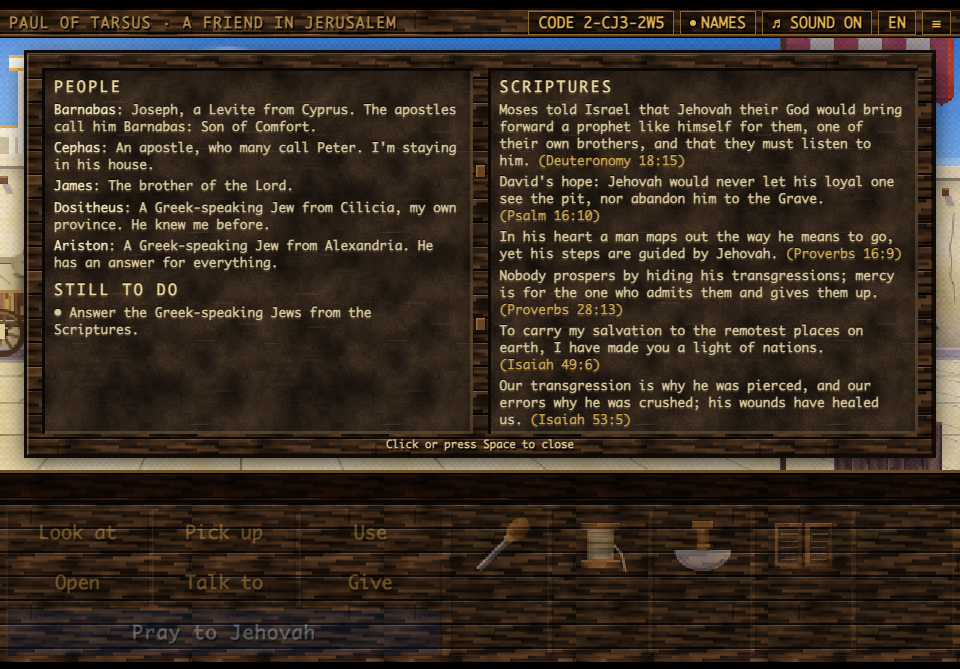 PAUL OF TARSUS · A FRIEND IN JERUSALEM
CODE 2-CJ3-2W5
● NAMES
♬ SOUND ON
EN
≡
PEOPLE
Barnabas: Joseph, a Levite from Cyprus. The apostles
call him Barnabas: Son of Comfort.
Cephas: An apostle, who many call Peter. I'm staying
in his house.
James: The brother of the Lord.
Dositheus: A Greek-speaking Jew from Cilicia, my own
province. He knew me before.
Ariston: A Greek-speaking Jew from Alexandria. He
has an answer for everything.
STILL TO DO
● Answer the Greek-speaking Jews from the
Scriptures.
SCRIPTURES
Moses told Israel that Jehovah their God would bring
forward a prophet like himself for them, one of
their own brothers, and that they must listen to
him. (Deuteronomy 18:15)
David's hope: Jehovah would never let his loyal one
see the pit, nor abandon him to the Grave.
(Psalm 16:10)
In his heart a man maps out the way he means to go,
yet his steps are guided by Jehovah. (Proverbs 16:9)
Nobody prospers by hiding his transgressions; mercy
is for the one who admits them and gives them up.
(Proverbs 28:13)
To carry my salvation to the remotest places on
earth, I have made you a light of nations.
(Isaiah 49:6)
Our transgression is why he was pierced, and our
errors why he was crushed; his wounds have healed
us. (Isaiah 53:5)
Click or press Space to close
Look at
Pick up
Use
Open
Talk to
Give
Pray to Jehovah